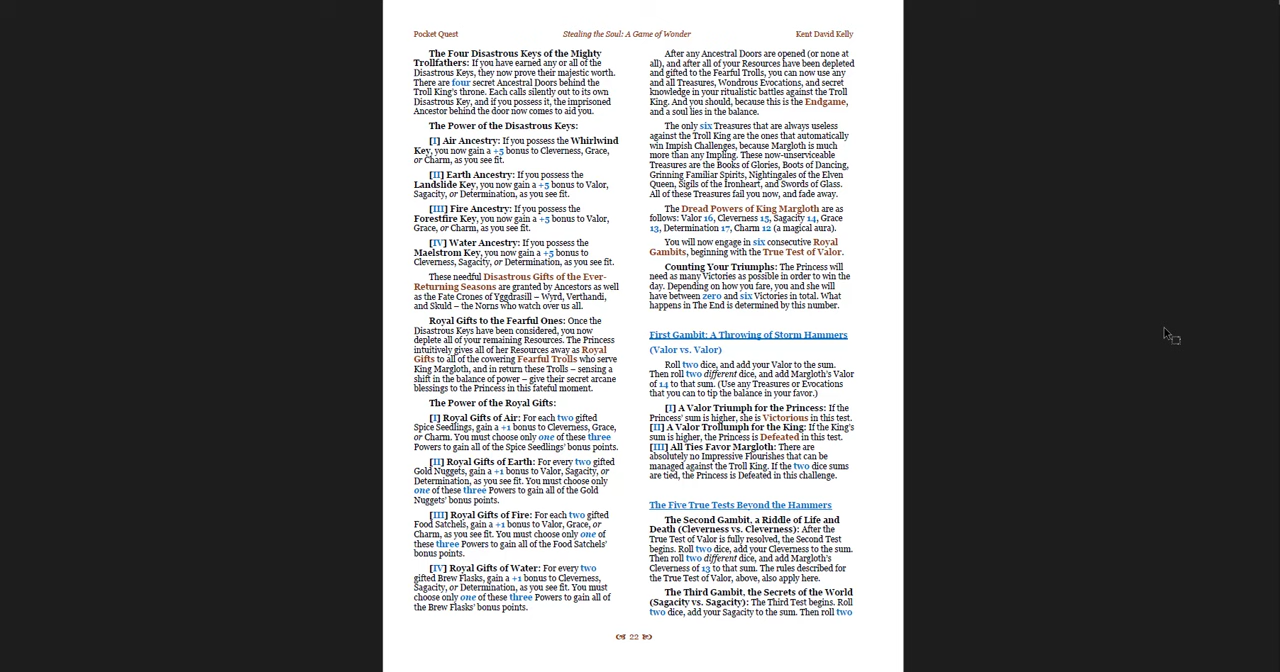 Pocket Quest
Stealing the Soul: A Game of Wonder
Kent David Kelly
The Four Disastrous Keys of the Mighty
Trollfathers: If you have earned any or all of the
Disastrous Keys, they now prove their majestic worth.
There are four secret Ancestral Doors behind the
Troll King's throne. Each calls silently out to its own
Disastrous Key, and if you possess it, the imprisoned
Ancestor behind the door now comes to aid you.
The Power of the Disastrous Keys:
[I] Air Ancestry: If you possess the Whirlwind
Key, you now gain a +5 bonus to Cleverness, Grace,
or Charm, as you see fit.
[II] Earth Ancestry: If you possess the
Landslide Key, you now gain a +5 bonus to Valor,
Sagacity, or Determination, as you see fit.
[III] Fire Ancestry: If you possess the
Forestfire Key, you now gain a +5 bonus to Valor,
Grace, or Charm, as you see fit.
[IV] Water Ancestry: If you possess the
Maelstrom Key, you now gain a +5 bonus to
Cleverness, Sagacity, or Determination, as you see fit.
These needful Disastrous Gifts of the Ever-
Returning Seasons are granted by Ancestors as well
as the Fate Crones of Yggdrasill – Wyrd, Verthandi,
and Skuld – the Norns who watch over us all.
Royal Gifts to the Fearful Ones: Once the
Disastrous Keys have been considered, you now
deplete all of your remaining Resources. The Princess
intuitively gives all of her Resources away as Royal
Gifts to all of the cowering Fearful Trolls who serve
King Margloth, and in return these Trolls – sensing a
shift in the balance of power – give their secret arcane
blessings to the Princess in this fateful moment.
The Power of the Royal Gifts:
[I] Royal Gifts of Air: For each two gifted
Spice Seedlings, gain a +1 bonus to Cleverness, Grace,
or Charm. You must choose only one of these three
Powers to gain all of the Spice Seedlings' bonus points.
[II] Royal Gifts of Earth: For every two gifted
Gold Nuggets, gain a +1 bonus to Valor, Sagacity, or
Determination, as you see fit. You must choose only
one of these three Powers to gain all of the Gold
Nuggets' bonus points.
[III] Royal Gifts of Fire: For each two gifted
Food Satchels, gain a +1 bonus to Valor, Grace, or
Charm, as you see fit. You must choose only one of
these three Powers to gain all of the Food Satchels'
bonus points.
[IV] Royal Gifts of Water: For every two
gifted Brew Flasks, gain a +1 bonus to Cleverness,
Sagacity, or Determination, as you see fit. You must
choose only one of these three Powers to gain all of
the Brew Flasks' bonus points.
After any Ancestral Doors are opened (or none at
all), and after all of your Resources have been depleted
and gifted to the Fearful Trolls, you can now use any
and all Treasures, Wondrous Evocations, and secret
knowledge in your ritualistic battles against the Troll
King. And you should, because this is the Endgame,
and a soul lies in the balance.
The only six Treasures that are always useless
against the Troll King are the ones that automatically
win Impish Challenges, because Margloth is much
more than any Impling. These now-unserviceable
Treasures are the Books of Glories, Boots of Dancing,
Grinning Familiar Spirits, Nightingales of the Elven
Queen, Sigils of the Ironheart, and Swords of Glass.
All of these Treasures fail you now, and fade away.
The Dread Powers of King Margloth are as
follows: Valor 16, Cleverness 15, Sagacity 14, Grace
13, Determination 17, Charm 12 (a magical aura).
You will now engage in six consecutive Royal
Gambits, beginning with the True Test of Valor.
Counting Your Triumphs: The Princess will
need as many Victories as possible in order to win the
day. Depending on how you fare, you and she will
have between zero and six Victories in total. What
happens in The End is determined by this number.
First Gambit: A Throwing of Storm Hammers
(Valor vs. Valor)
Roll two dice, and add your Valor to the sum.
Then roll two different dice, and add Margloth's Valor
of 14 to that sum. (Use any Treasures or Evocations
that you can to tip the balance in your favor.)
[I] A Valor Triumph for the Princess: If the
Princess' sum is higher, she is Victorious in this test.
[II] A Valor Trollumph for the King: If the King's
sum is higher, the Princess is Defeated in this test.
[III] All Ties Favor Margloth: There are
absolutely no Impressive Flourishes that can be
managed against the Troll King. If the two dice sums
are tied, the Princess is Defeated in this challenge.
The Five True Tests Beyond the Hammers
The Second Gambit, a Riddle of Life and
Death (Cleverness vs. Cleverness): After the
True Test of Valor is fully resolved, the Second Test
begins. Roll two dice, add your Cleverness to the sum.
Then roll two different dice, and add Margloth's
Cleverness of 13 to that sum. The rules described for
the True Test of Valor, above, also apply here.
The Third Gambit, the Secrets of the World
(Sagacity vs. Sagacity): The Third Test begins. Roll
two dice, add your Sagacity to the sum. Then roll two
22